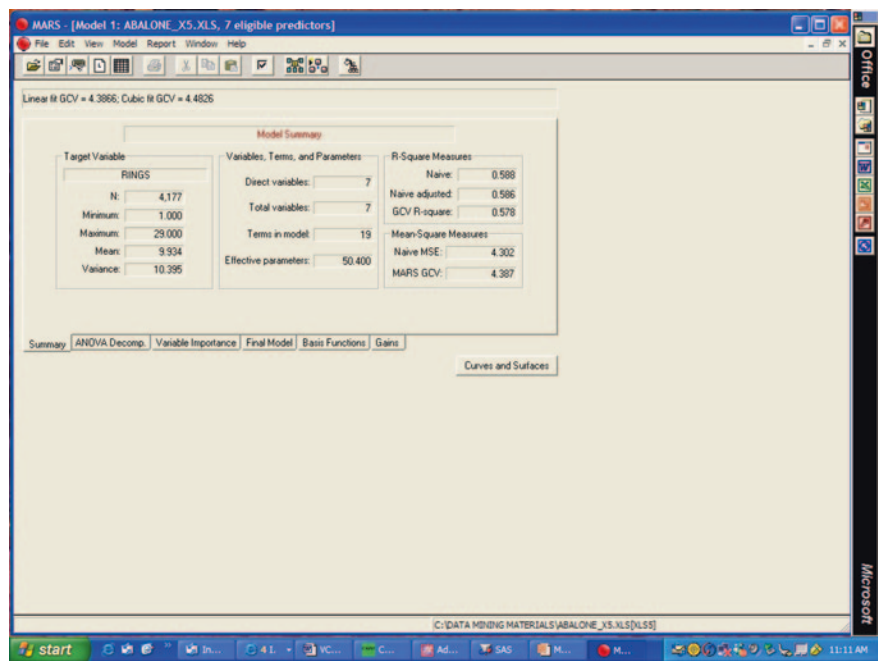 MARS - [Model 1: ABALONE_X5.XLS, 7 eligible predictors]
File Edit View Model Report Window Help
Linear fit GCV = 4.3866; Cubic fit GCV = 4.4826
Model Summary
Target Variable
RINGS
N: 4,177
Minimum: 1.000
Maximum: 29.000
Mean: 9.934
Variance: 10.395
Variables, Terms, and Parameters
Direct variables: 7
Total variables: 7
Terms in model: 19
Effective parameters: 50.400
R-Square Measures
Naive: 0.588
Naive adjusted: 0.586
GCV R-square: 0.578
Mean-Square Measures
Naive MSE: 4.302
MARS GCV: 4.387
Summary ANOVA Decomp. Variable Importance Final Model Basis Functions Gains
Curves and Surfaces
C:\DATA MINING MATERIALS\ABALONE_X5.XLS[XLS5]
start In... 4 I. VC... C... Ad... SAS M... M... 11:11 AM
Office
Microsoft